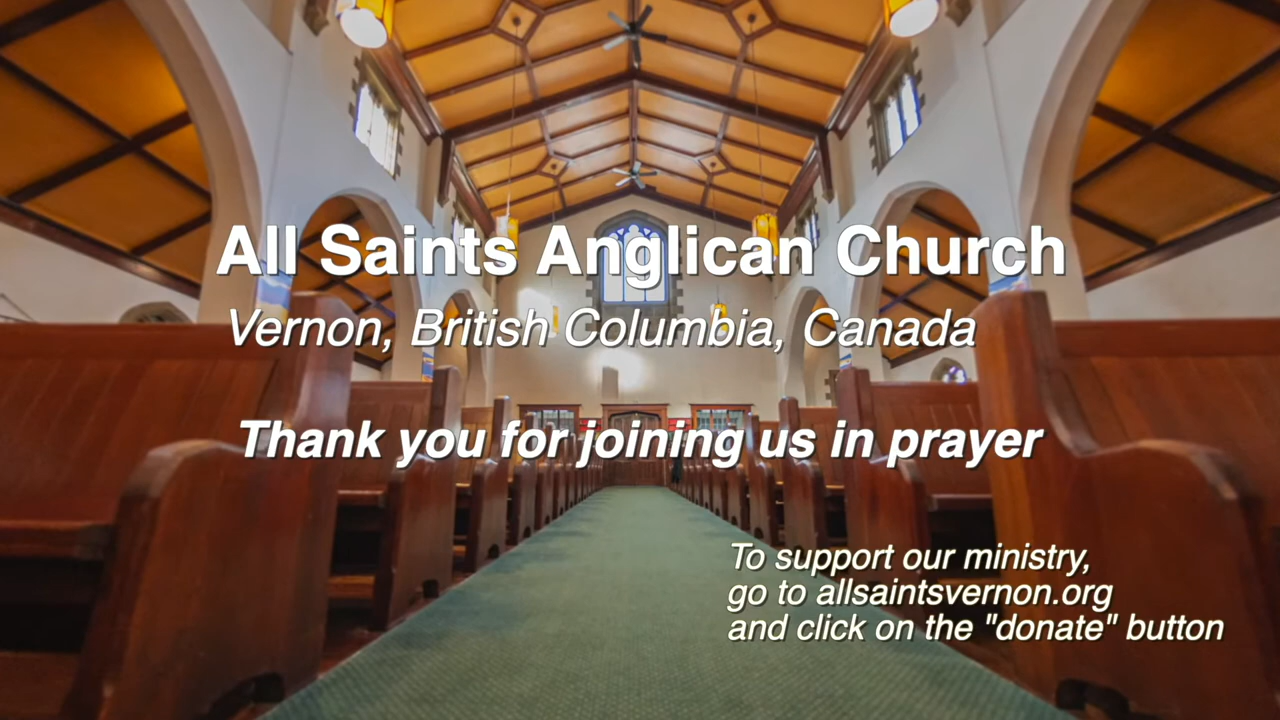 All Saints Anglican Church
Vernon, British Columbia, Canada
Thank you for joining us in prayer
To support our ministry,
go to allsaintsvernon.org
and click on the "donate" button